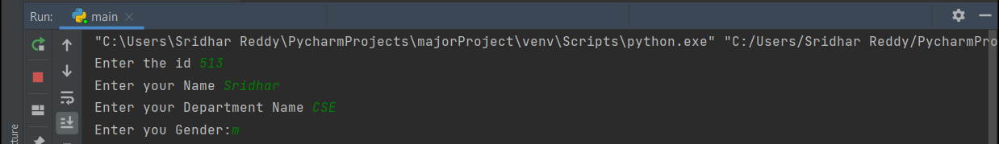 Run: main
"C:\Users\Sridhar Reddy\PycharmProjects\majorProject\venv\Scripts\python.exe" "C:/Users/Sridhar Reddy/PycharmPro
Enter the id 513
Enter your Name Sridhar
Enter your Department Name CSE
Enter you Gender:m